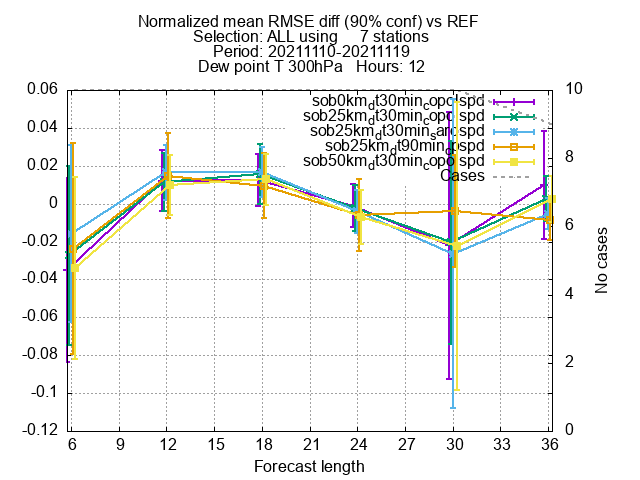 Normalized mean RMSE diff (90% conf) vs REF
Selection: ALL using 7 stations
Period: 20211110-20211119
Dew point T 300hPa Hours: 12
0.06
0.04
0.02
0
-0.02
-0.04
-0.06
-0.08
-0.1
-0.12
10
8
6
4
2
0
No cases
sob0km_dt30min_copo spd
sob25km_dt30min_copo spd
sob25km_dt30min_sar spd
sob25km_dt90min_ spd
sob50km_dt30min_copo spd
Cases
6 9 12 15 18 21 24 27 30 33 36
Forecast length